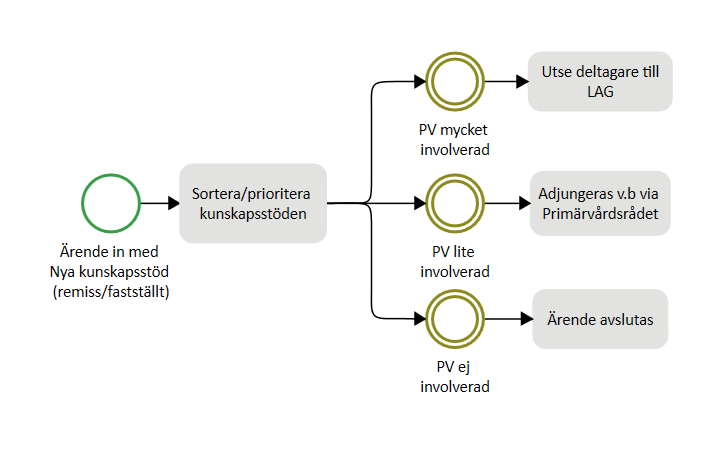 Ärende in med
Nya kunskapsstöd
(remiss/fastställt)
Sortera/prioritera
kunskapsstöden
PV mycket
involverad
Utse deltagare till
LAG
PV lite
involverad
Adjungeras v.b via
Primärvårdsrådet
PV ej
involverad
Ärende avslutas